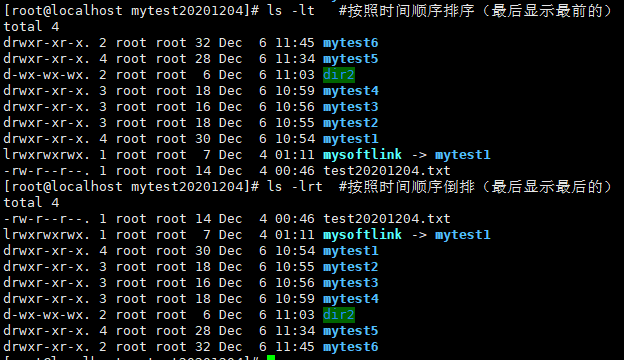 [root@localhost mytest20201204]# ls -lt   #按照时间顺序排序（最后显示最前的）
total 4
drwxr-xr-x. 2 root root 32 Dec  6 11:45 mytest6
drwxr-xr-x. 4 root root 28 Dec  6 11:34 mytest5
d-wx-wx-wx. 2 root root  6 Dec  6 11:03 dir2
drwxr-xr-x. 3 root root 18 Dec  6 10:59 mytest4
drwxr-xr-x. 3 root root 16 Dec  6 10:56 mytest3
drwxr-xr-x. 3 root root 18 Dec  6 10:55 mytest2
drwxr-xr-x. 4 root root 30 Dec  6 10:54 mytest1
lrwxrwxrwx. 1 root root  7 Dec  4 01:11 mysoftlink -> mytest1
-rw-r--r--. 1 root root 14 Dec  4 00:46 test20201204.txt
[root@localhost mytest20201204]# ls -lrt  #按照时间顺序倒排（最后显示最后的）
total 4
-rw-r--r--. 1 root root 14 Dec  4 00:46 test20201204.txt
lrwxrwxrwx. 1 root root  7 Dec  4 01:11 mysoftlink -> mytest1
drwxr-xr-x. 4 root root 30 Dec  6 10:54 mytest1
drwxr-xr-x. 3 root root 18 Dec  6 10:55 mytest2
drwxr-xr-x. 3 root root 16 Dec  6 10:56 mytest3
drwxr-xr-x. 3 root root 18 Dec  6 10:59 mytest4
d-wx-wx-wx. 2 root root  6 Dec  6 11:03 dir2
drwxr-xr-x. 4 root root 28 Dec  6 11:34 mytest5
drwxr-xr-x. 2 root root 32 Dec  6 11:45 mytest6
[root@localhost mytest20201204]#